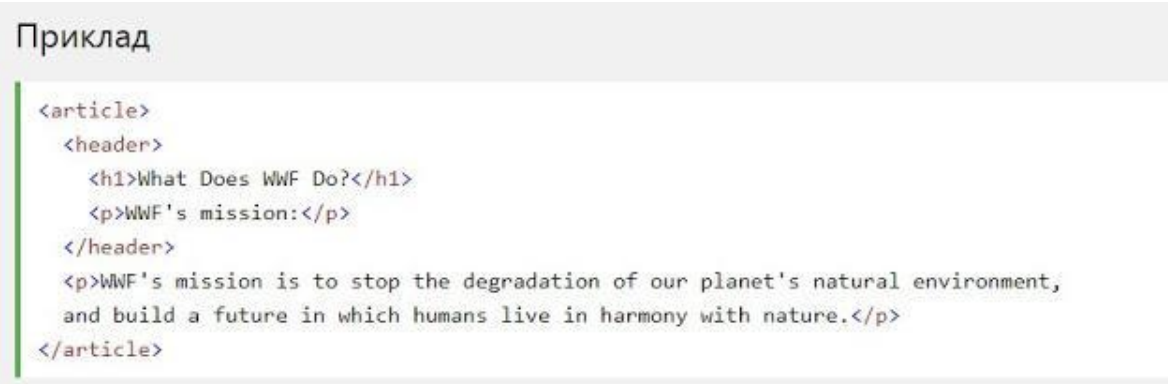 Приклад
<article>
<header>
<h1>What Does WWF Do?</h1>
<p>WWF's mission:</p>
</header>
<p>WWF's mission is to stop the degradation of our planet's natural environment,
and build a future in which humans live in harmony with nature.</p>
</article>